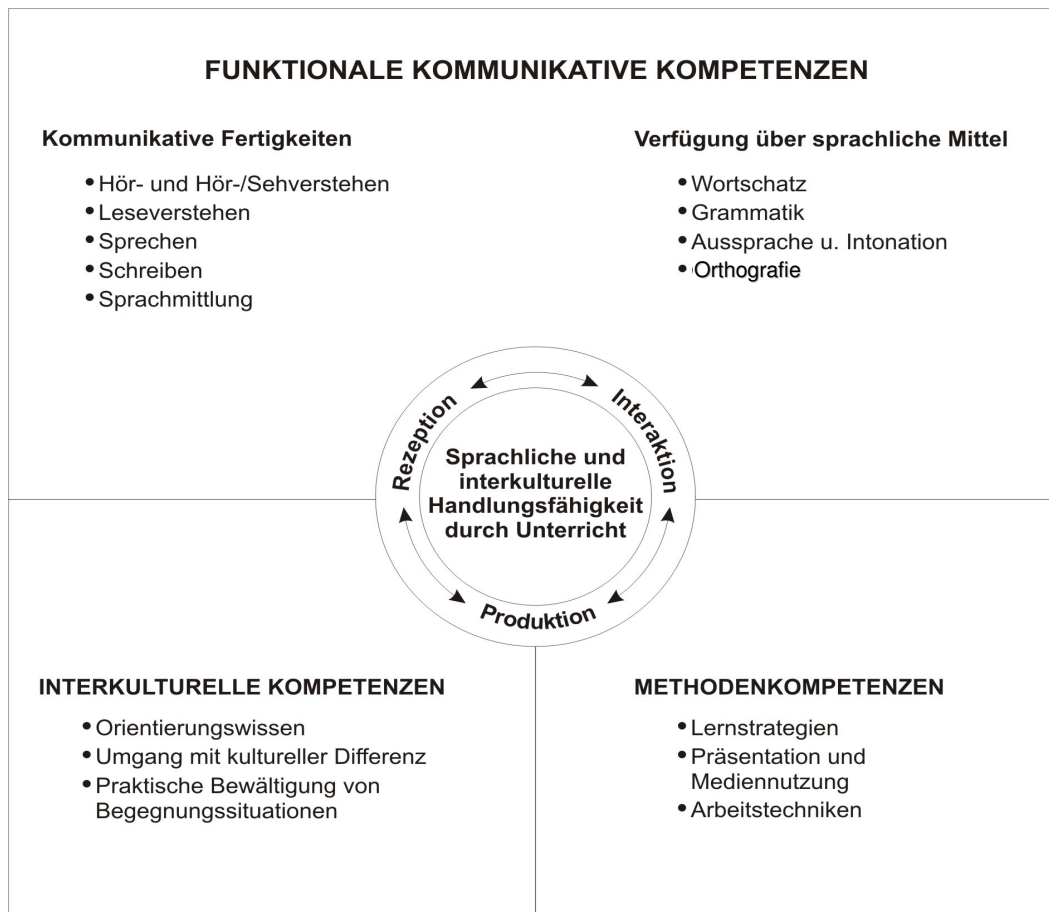 FUNKTIONALE KOMMUNIKATIVE KOMPETENZEN
Kommunikative Fertigkeiten
• Hör- und Hör-/Sehverstehen
• Leseverstehen
• Sprechen
• Schreiben
• Sprachmittlung
Verfügung über sprachliche Mittel
• Wortschatz
• Grammatik
• Aussprache u. Intonation
• Orthografie
Rezeption
Interaktion
Sprachliche und
interkulturelle
Handlungsfähigkeit
durch Unterricht
Produktion
INTERKULTURELLE KOMPETENZEN
• Orientierungswissen
• Umgang mit kultureller Differenz
• Praktische Bewältigung von
Begegnungssituationen
METHODENKOMPETENZEN
• Lernstrategien
• Präsentation und
Mediennutzung
• Arbeitstechniken